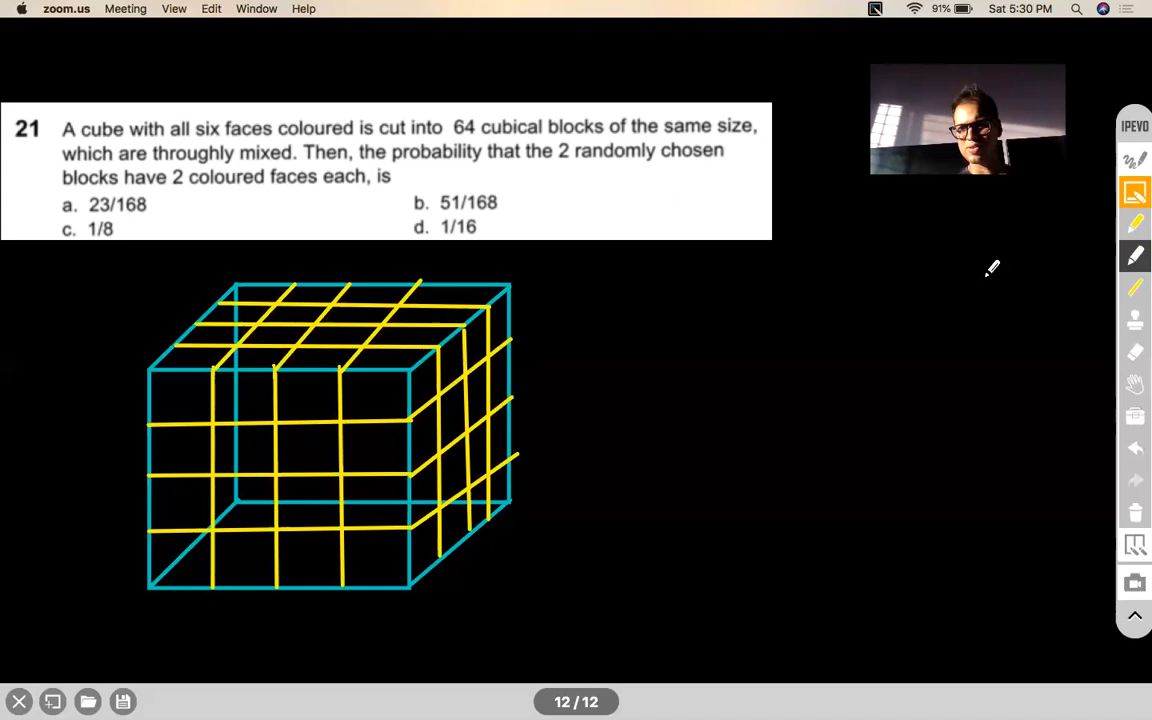 zoom.us Meeting View Edit Window Help 91% Sat 5:30 PM
21 A cube with all six faces coloured is cut into 64 cubical blocks of the same size,
which are throughly mixed. Then, the probability that the 2 randomly chosen
blocks have 2 coloured faces each, is
a. 23/168 b. 51/168
c. 1/8 d. 1/16
IPEVO
12 / 12